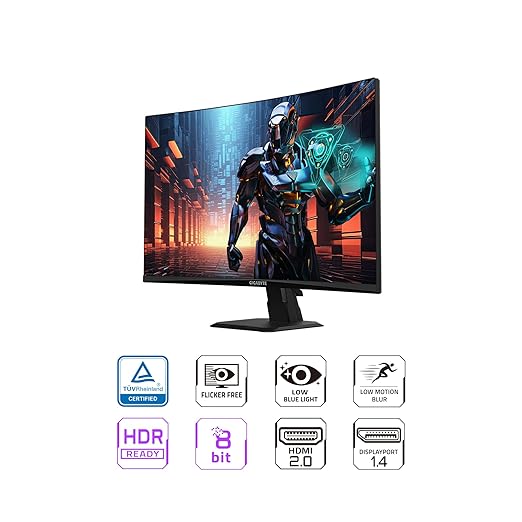 GIGABYTE
TÜVRheinland
CERTIFIED
FLICKER FREE
LOW
BLUE LIGHT
LOW MOTION
BLUR
HDR
READY
8
bit
HDMI
2.0
DISPLAYPORT
1.4